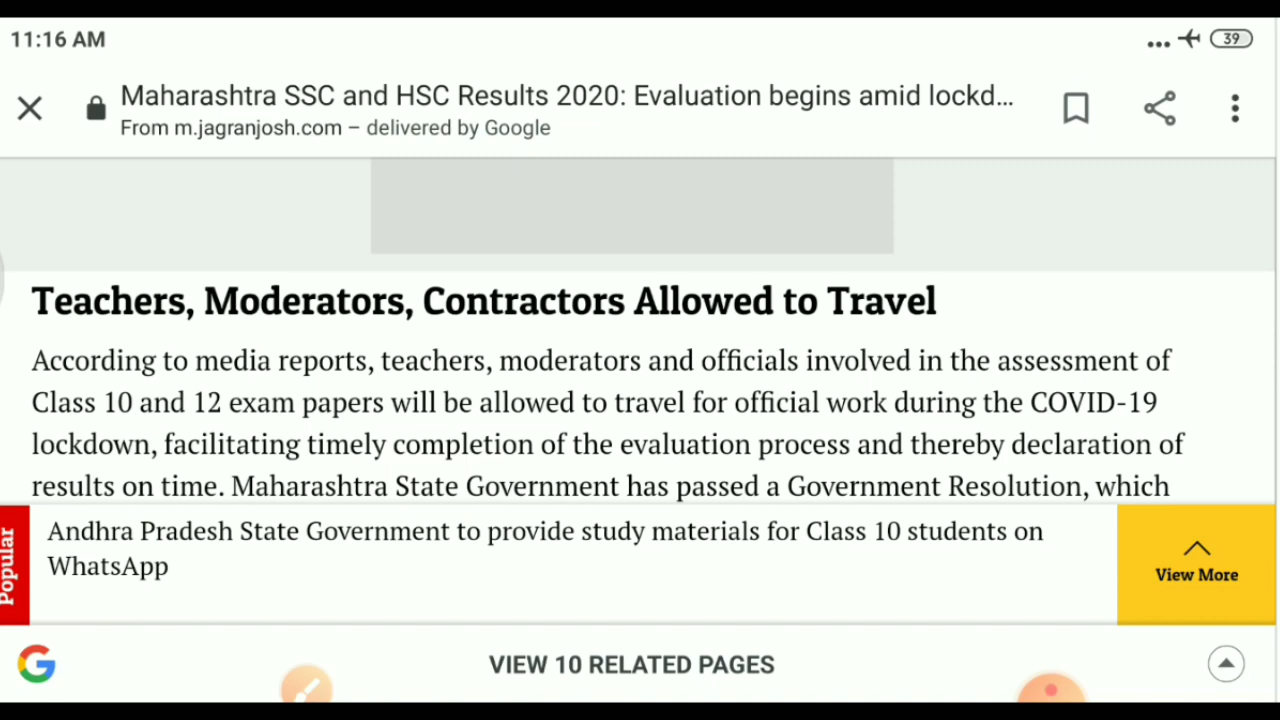 11:16 AM
39
Maharashtra SSC and HSC Results 2020: Evaluation begins amid lockd...
From m.jagranjosh.com – delivered by Google
Teachers, Moderators, Contractors Allowed to Travel
According to media reports, teachers, moderators and officials involved in the assessment of
Class 10 and 12 exam papers will be allowed to travel for official work during the COVID-19
lockdown, facilitating timely completion of the evaluation process and thereby declaration of
results on time. Maharashtra State Government has passed a Government Resolution, which
Popular
Andhra Pradesh State Government to provide study materials for Class 10 students on
WhatsApp
View More
VIEW 10 RELATED PAGES